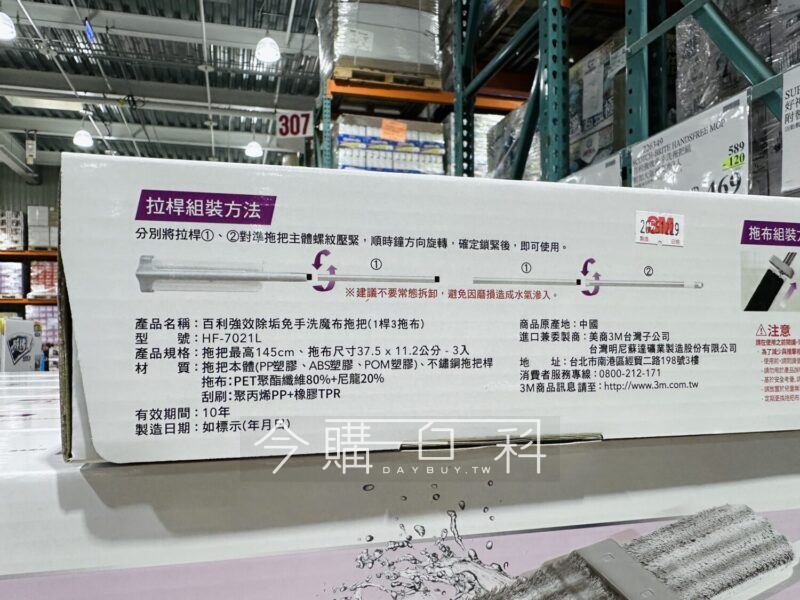 307
226349
SCOTCH-BRITE HANDSFREE MOP
589
-120
469
拉桿組裝方法
分別將拉桿①、②對準拖把主體螺紋壓緊，順時鐘方向旋轉，確定鎖緊後，即可使用。
① ① ②
※建議不要常態拆卸，避免因磨損造成水氣滲入。
3M
產品名稱：百利強效除垢免手洗魔布拖把(1桿3拖布)
型 號：HF-7021L
產品規格：拖把最高145cm、拖布尺寸37.5 x 11.2公分 - 3入
材 質：拖把本體(PP塑膠、ABS塑膠、POM塑膠)、不鏽鋼拖把桿
拖布：PET聚酯纖維80%+尼龍20%
刮刷：聚丙烯PP+橡膠TPR
有效期間：10年
製造日期：如標示(年月日)
商品原產地：中國
進口兼委製商：美商3M台灣子公司
台灣明尼蘇達礦業製造股份有限公司
地 址：台北市南港區經貿二路198號3樓
消費者服務專線：0800-212-171
3M商品訊息請至：http://www.3m.com.tw
拖布組裝方
⚠注意
今購百科
DAYBUY.TW